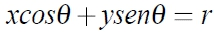 xcosθ + ysenθ = r